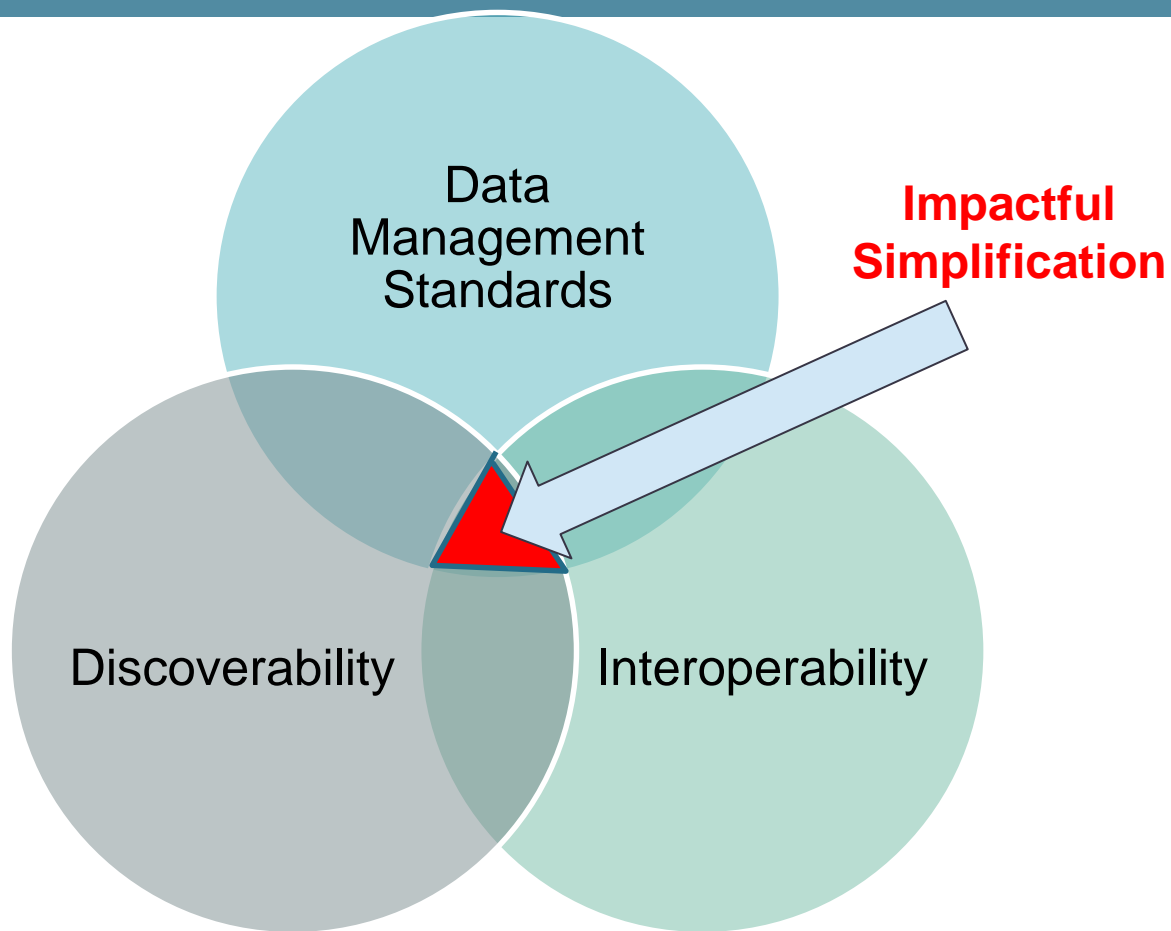 Data
Management
Standards
Impactful
Simplification
Discoverability
Interoperability